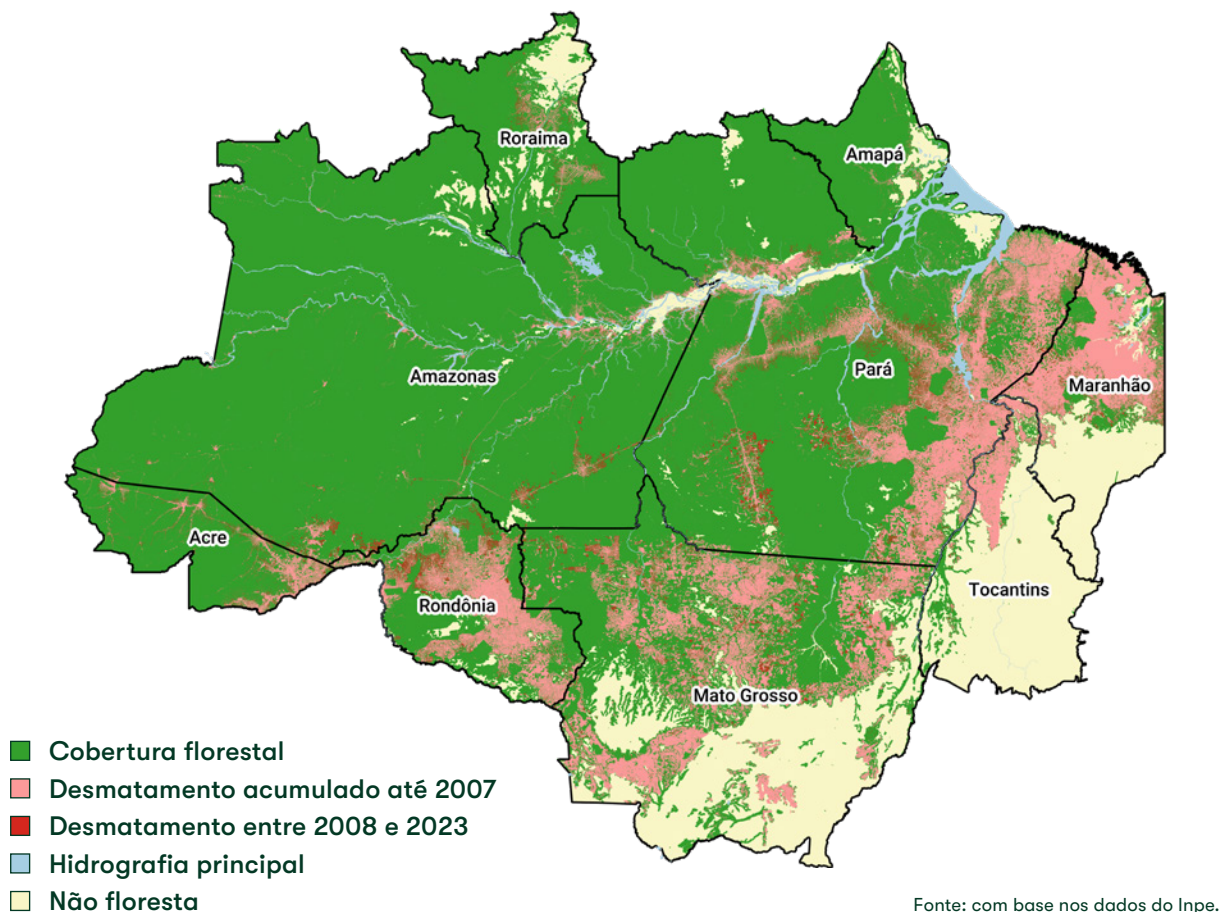 Roraima
Amapá
Amazonas
Pará
Maranhão
Acre
Rondônia
Tocantins
Mato Grosso
Cobertura florestal
Desmatamento acumulado até 2007
Desmatamento entre 2008 e 2023
Hidrografia principal
Não floresta
Fonte: com base nos dados do Inpe.